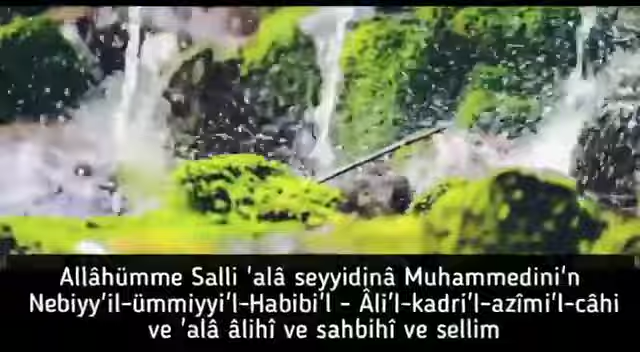 Allâhümme Salli 'alâ seyyidinâ Muhammedini'n
Nebiyy'il-ümmiyyi'l-Habibi'l - Âli'l-kadri'l-azîmi'l-câhi
ve 'alâ âlihî ve sahbihî ve sellim